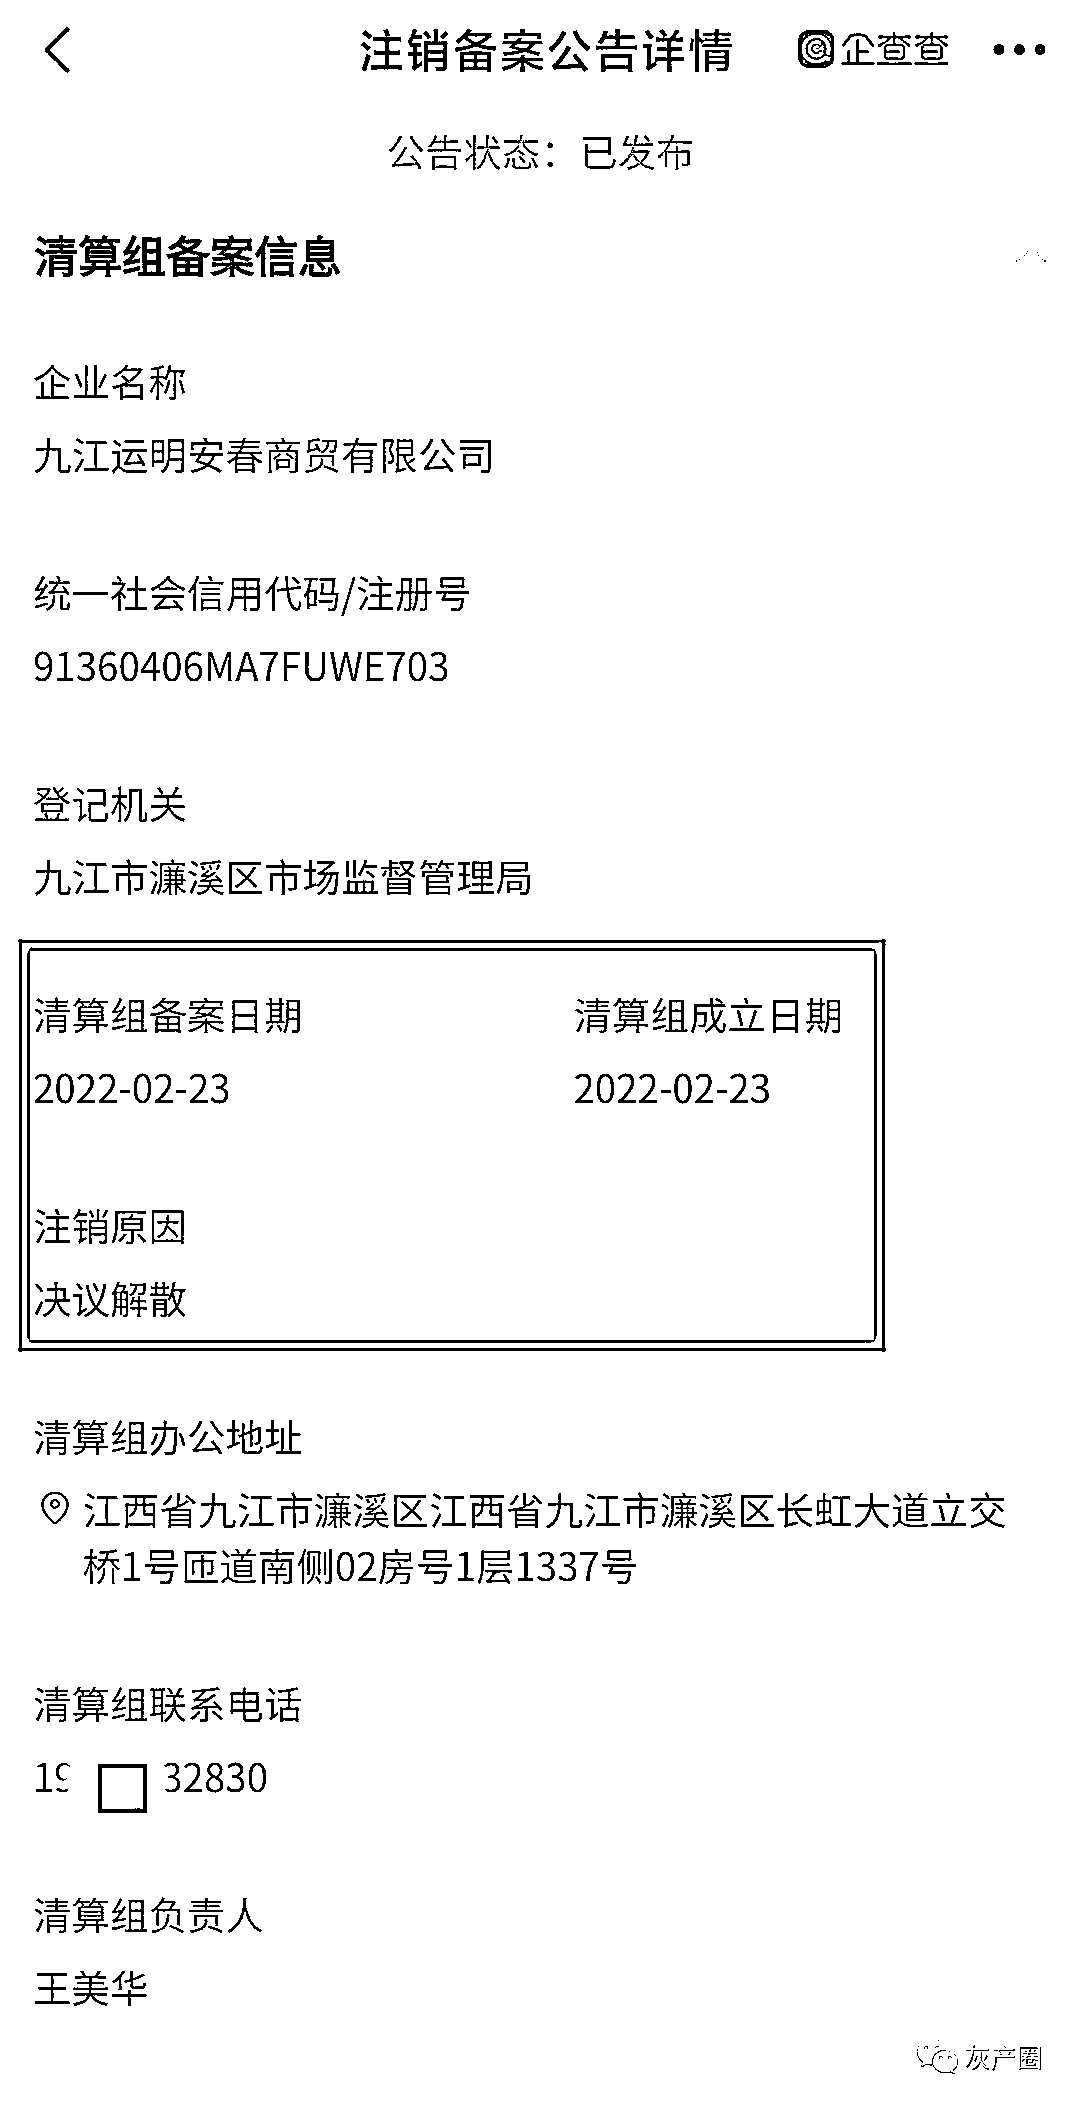 注销备案公告详情 企查查
公告状态：已发布
清算组备案信息
企业名称
九江运明安春商贸有限公司
统一社会信用代码/注册号
91360406MA7FUWE703
登记机关
九江市濂溪区市场监督管理局
清算组备案日期 清算组成立日期
2022-02-23 2022-02-23
注销原因
决议解散
清算组办公地址
江西省九江市濂溪区江西省九江市濂溪区长虹大道立交
桥1号匝道南侧02房号1层1337号
清算组联系电话
19 32830
清算组负责人
王美华
灰产圈